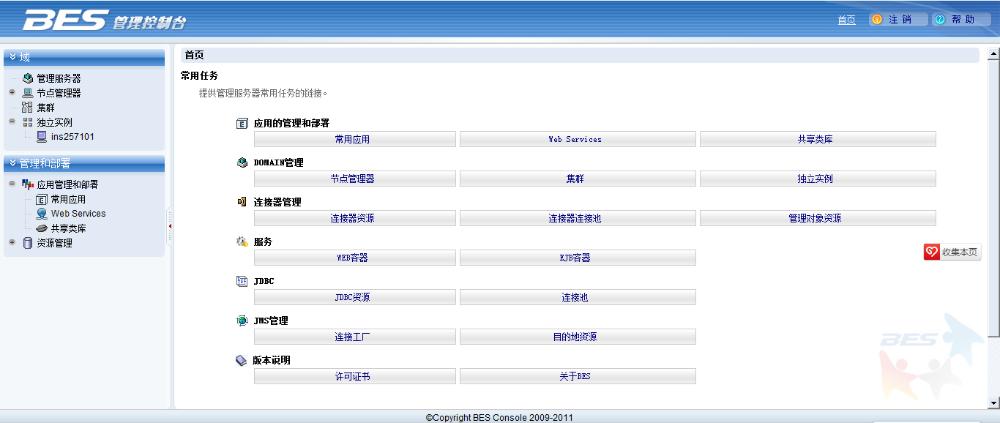 BES 管理控制台
首页 注 销 帮 助
域
管理服务器
节点管理器
集群
独立实例
ins257101
管理和部署
应用管理和部署
常用应用
Web Services
共享类库
资源管理
首页
常用任务
提供管理服务器常用任务的链接。
应用的管理和部署
常用应用 Web Services 共享类库
DOMAIN管理
节点管理器 集群 独立实例
连接器管理
连接器资源 连接器连接池 管理对象资源
服务
WEB容器 EJB容器
收集本页
JDBC
JDBC资源 连接池
JMS管理
连接工厂 目的地资源
BES
版本说明
许可证书 关于BES
©Copyright BES Console 2009-2011